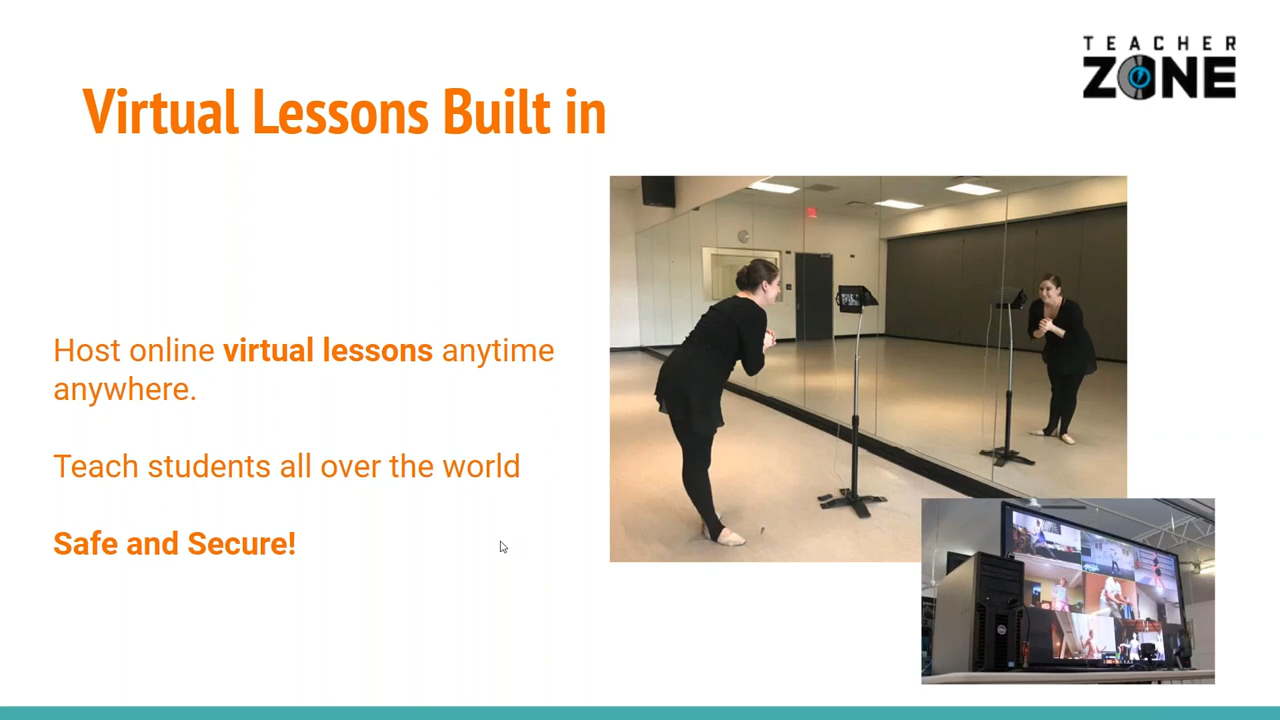 TEACHER
ZONE
Virtual Lessons Built in
Host online virtual lessons anytime
anywhere.
Teach students all over the world
Safe and Secure!